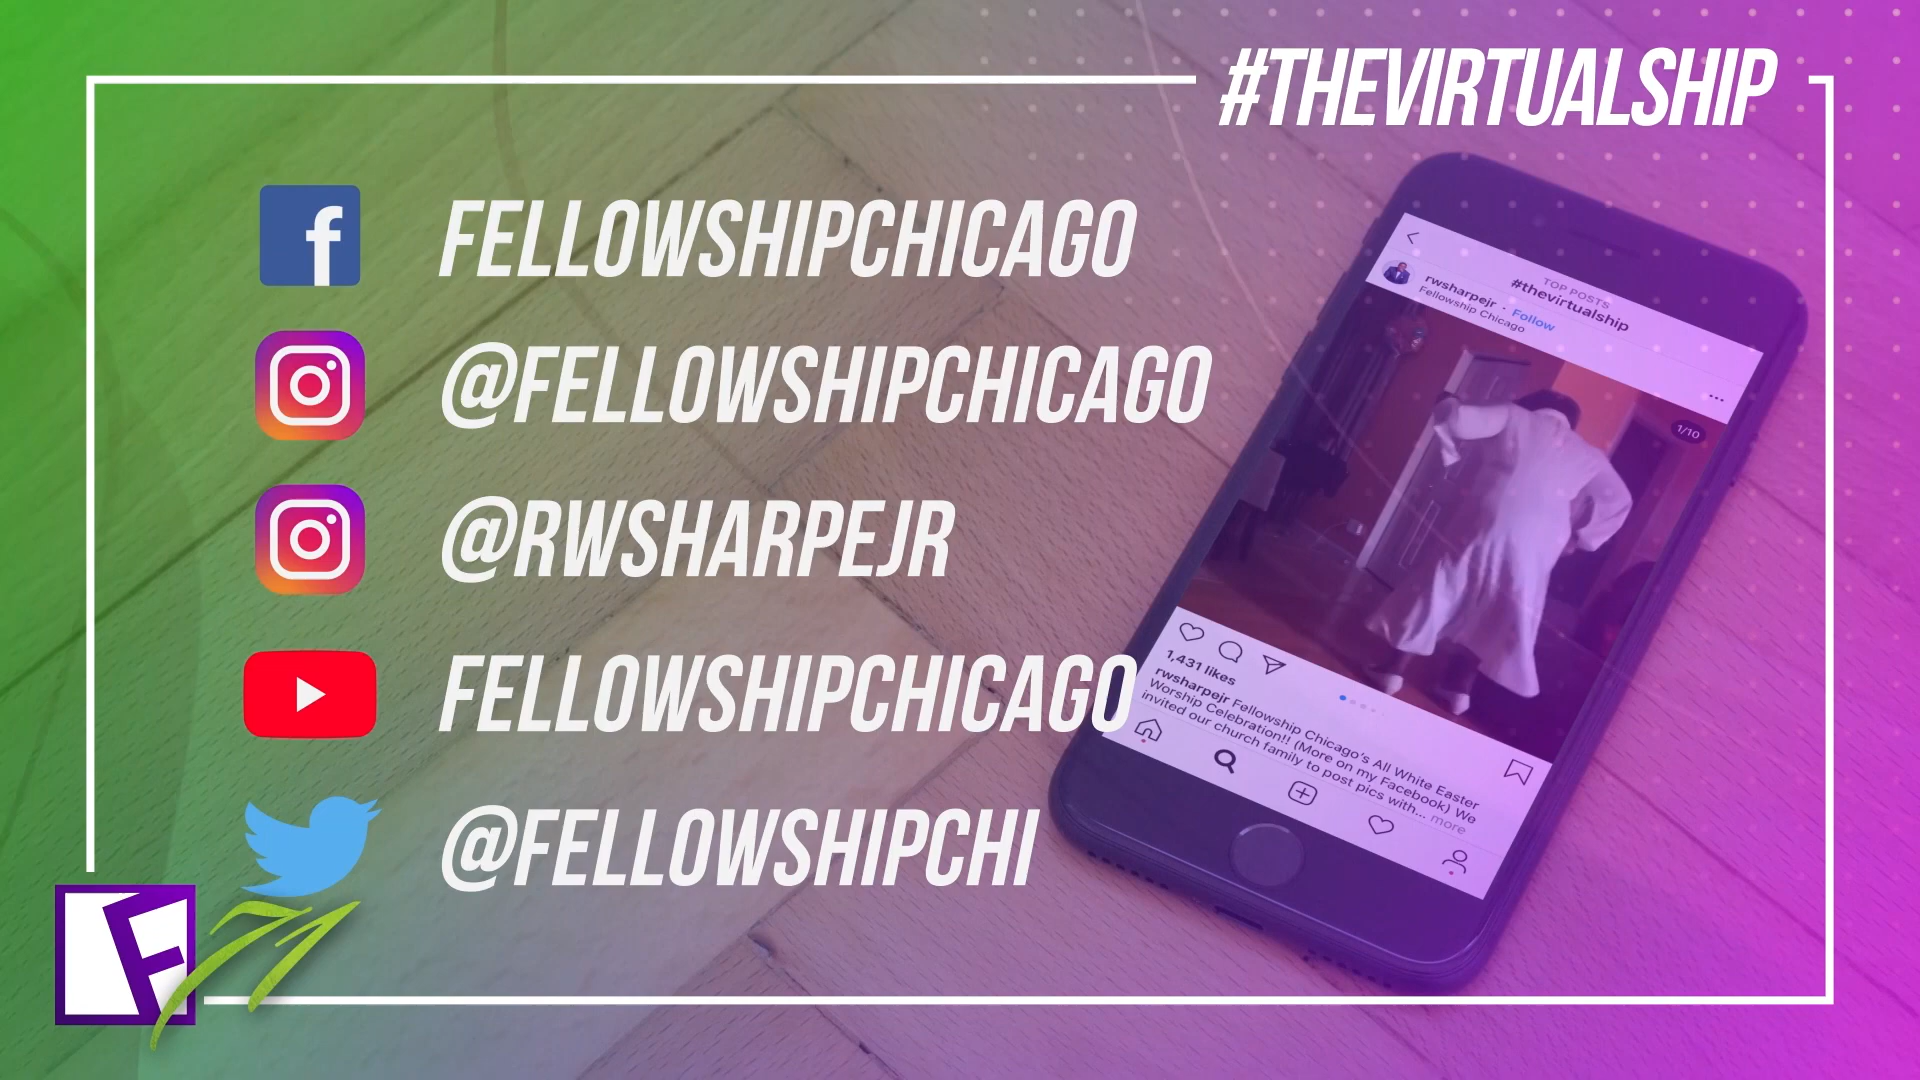 #THEVIRTUALSHIP
FELLOWSHIPCHICAGO
@FELLOWSHIPCHICAGO
@RWSHARPEJR
FELLOWSHIPCHICAGO
@FELLOWSHIPCHI
F 71
TOP POSTS
#thevirtualship
rwsharpejr · Follow
Fellowship Chicago
1/10
1,431 likes
rwsharpejr Fellowship Chicago's All White Easter
Worship Celebration!! (More on my Facebook) We
invited our church family to post pics with... more